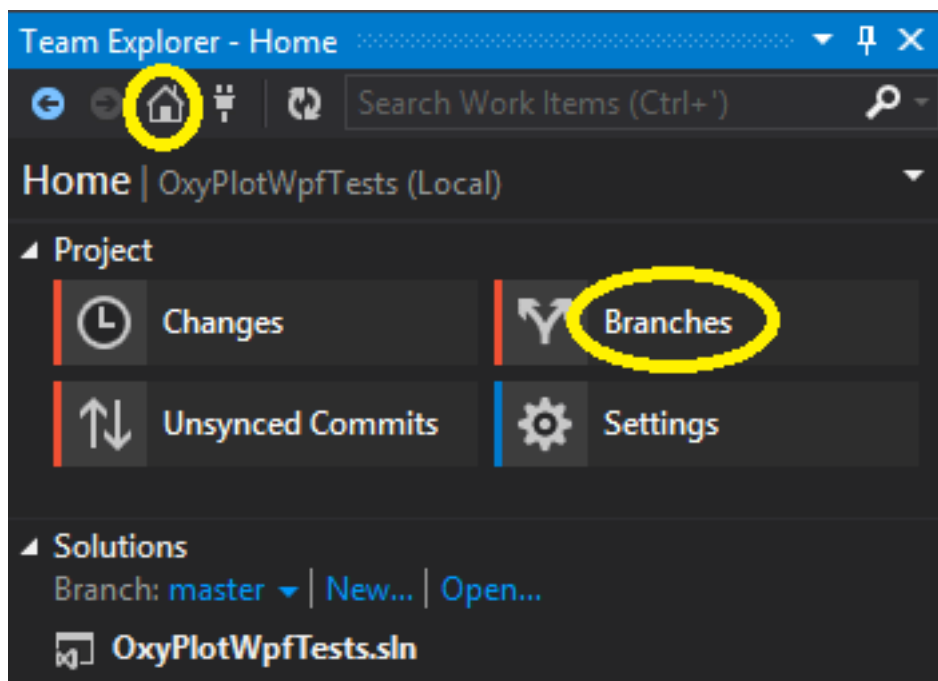 Team Explorer - Home
Search Work Items (Ctrl+')
Home | OxyPlotWpfTests (Local)
Project
Changes
Branches
Unsynced Commits
Settings
Solutions
Branch: master | New... | Open...
OxyPlotWpfTests.sln